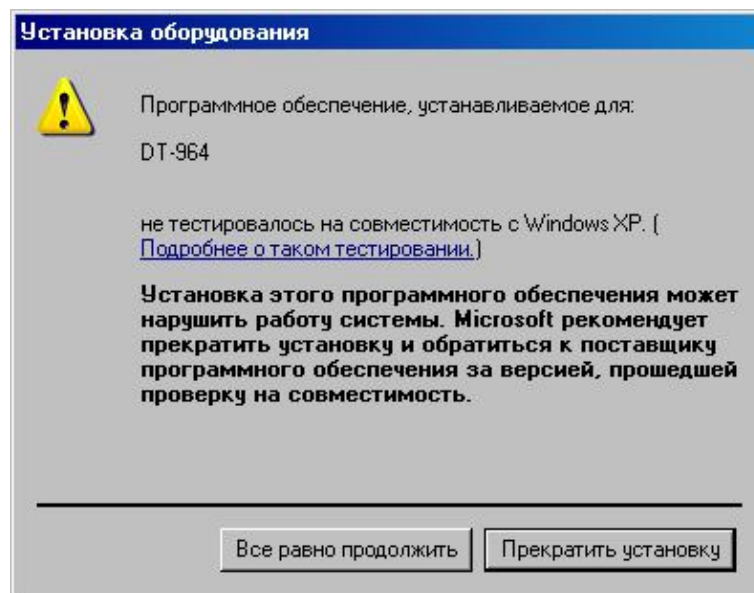 Установка оборудования
Программное обеспечение, устанавливаемое для:
DT-964
не тестировалось на совместимость с Windows XP. (
Подробнее о таком тестировании.)
Установка этого программного обеспечения может
нарушить работу системы. Microsoft рекомендует
прекратить установку и обратиться к поставщику
программного обеспечения за версией, прошедшей
проверку на совместимость.
Все равно продолжить
Прекратить установку